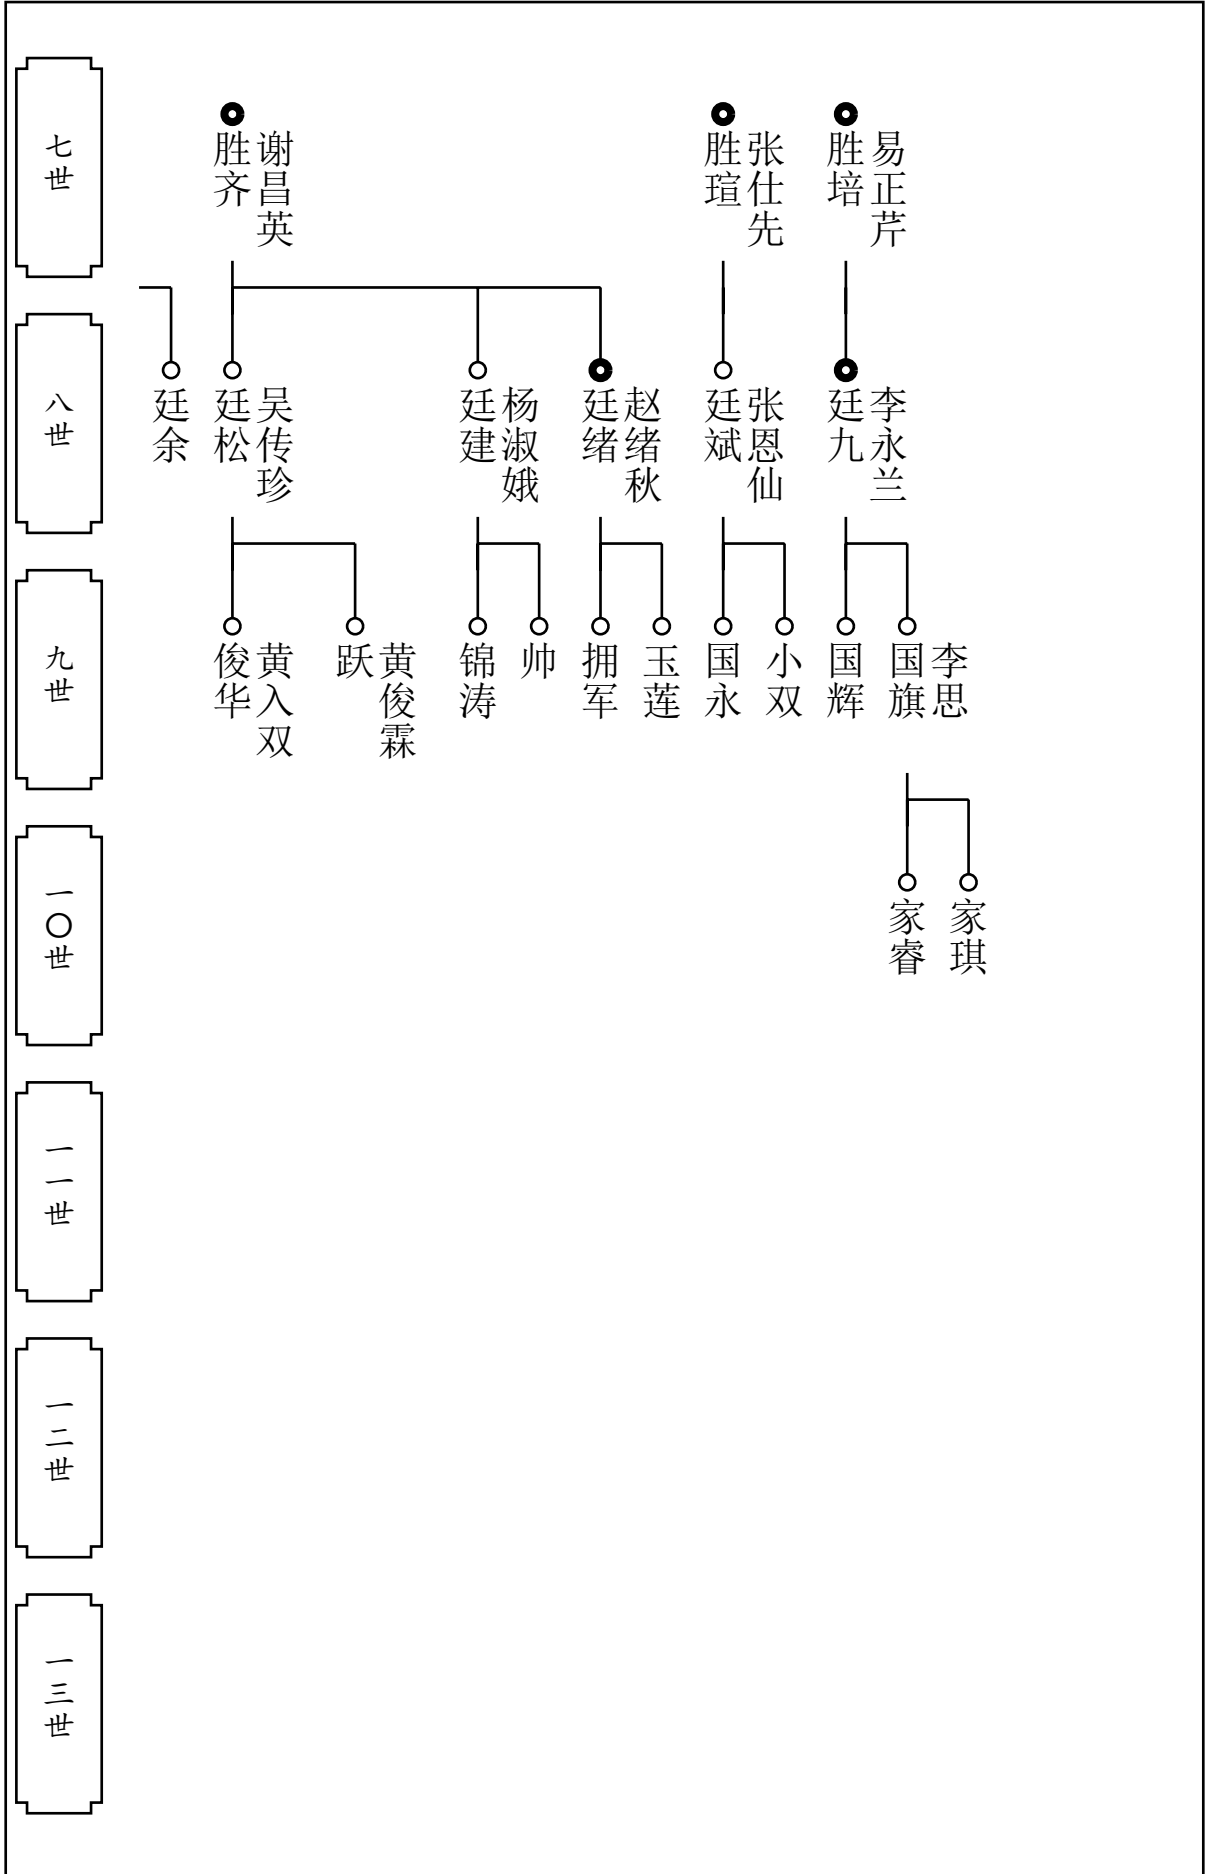 七世
胜齐
谢昌英
胜瑄
张仕先
胜培
易正芹
八世
廷余
廷松
吴传珍
廷建
杨淑娥
廷绪
赵绪秋
廷斌
张恩仙
廷九
李永兰
九世
俊华
黄入双
跃
黄俊霖
锦涛
帅
拥军
玉莲
国永
小双
国辉
国旗
李思
一〇世
家睿
家琪
一一世
一二世
一三世